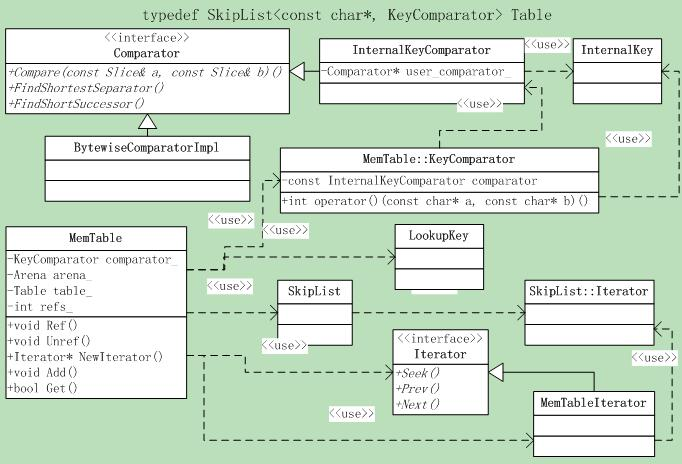 typedef SkipList<const char*, KeyComparator> Table
<<interface>>
Comparator
+Compare(const Slice& a, const Slice& b)()
+FindShortestSeparator()
+FindShortSuccessor()
InternalKeyComparator
-Comparator* user_comparator_
<<use>>
InternalKey
<<use>>
<<use>>
BytewiseComparatorImpl
MemTable::KeyComparator
-const InternalKeyComparator comparator
+int operator()(const char* a, const char* b)()
<<use>>
<<use>>
MemTable
-KeyComparator comparator_
-Arena arena_
-Table table_
-int refs_
+void Ref()
+void Unref()
+Iterator* NewIterator()
+void Add()
+bool Get()
LookupKey
<<use>>
SkipList
SkipList::Iterator
<<use>>
<<interface>>
Iterator
+Seek()
+Prev()
+Next()
<<use>>
MemTableIterator
<<use>>